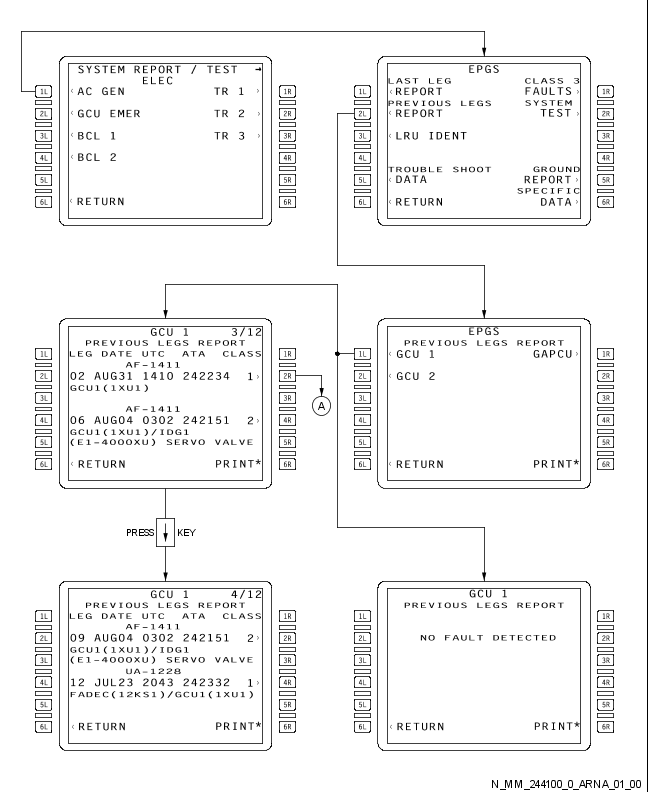 SYSTEM REPORT / TEST →
ELEC
1L ‹AC GEN TR 1 › 1R
2L ‹GCU EMER TR 2 › 2R
3L ‹BCL 1 TR 3 › 3R
4L ‹BCL 2 4R
5L 5R
6L ‹RETURN 6R
EPGS
LAST LEG CLASS 3
1L ‹REPORT FAULTS› 1R
PREVIOUS LEGS SYSTEM
2L ‹REPORT TEST› 2R
3L ‹LRU IDENT 3R
4L 4R
TROUBLE SHOOT GROUND
5L ‹DATA REPORT› 5R
SPECIFIC
6L ‹RETURN DATA› 6R
GCU 1 3/12
PREVIOUS LEGS REPORT
1L LEG DATE UTC ATA CLASS 1R
AF-1411
2L 02 AUG31 1410 242234 1› 2R
GCU1(1XU1)
3L 3R
AF-1411
4L 06 AUG04 0302 242151 2› 4R
GCU1(1XU1)/IDG1
5L (E1-4000XU) SERVO VALVE 5R
6L ‹RETURN PRINT* 6R
A
EPGS
PREVIOUS LEGS REPORT
1L ‹GCU 1 GAPCU› 1R
2L ‹GCU 2 2R
3L 3R
4L 4R
5L 5R
6L ‹RETURN PRINT* 6R
PRESS ↓ KEY
GCU 1 4/12
PREVIOUS LEGS REPORT
1L LEG DATE UTC ATA CLASS 1R
AF-1411
2L 09 AUG04 0302 242151 2› 2R
GCU1(1XU1)/IDG1
3L (E1-4000XU) SERVO VALVE 3R
UA-1228
4L 12 JUL23 2043 242332 1› 4R
FADEC(12KS1)/GCU1(1XU1)
5L 5R
6L ‹RETURN PRINT* 6R
GCU 1
PREVIOUS LEGS REPORT
1L 1R
2L NO FAULT DETECTED 2R
3L 3R
4L 4R
5L 5R
6L ‹RETURN PRINT* 6R
N_MM_244100_0_ARNA_01_00